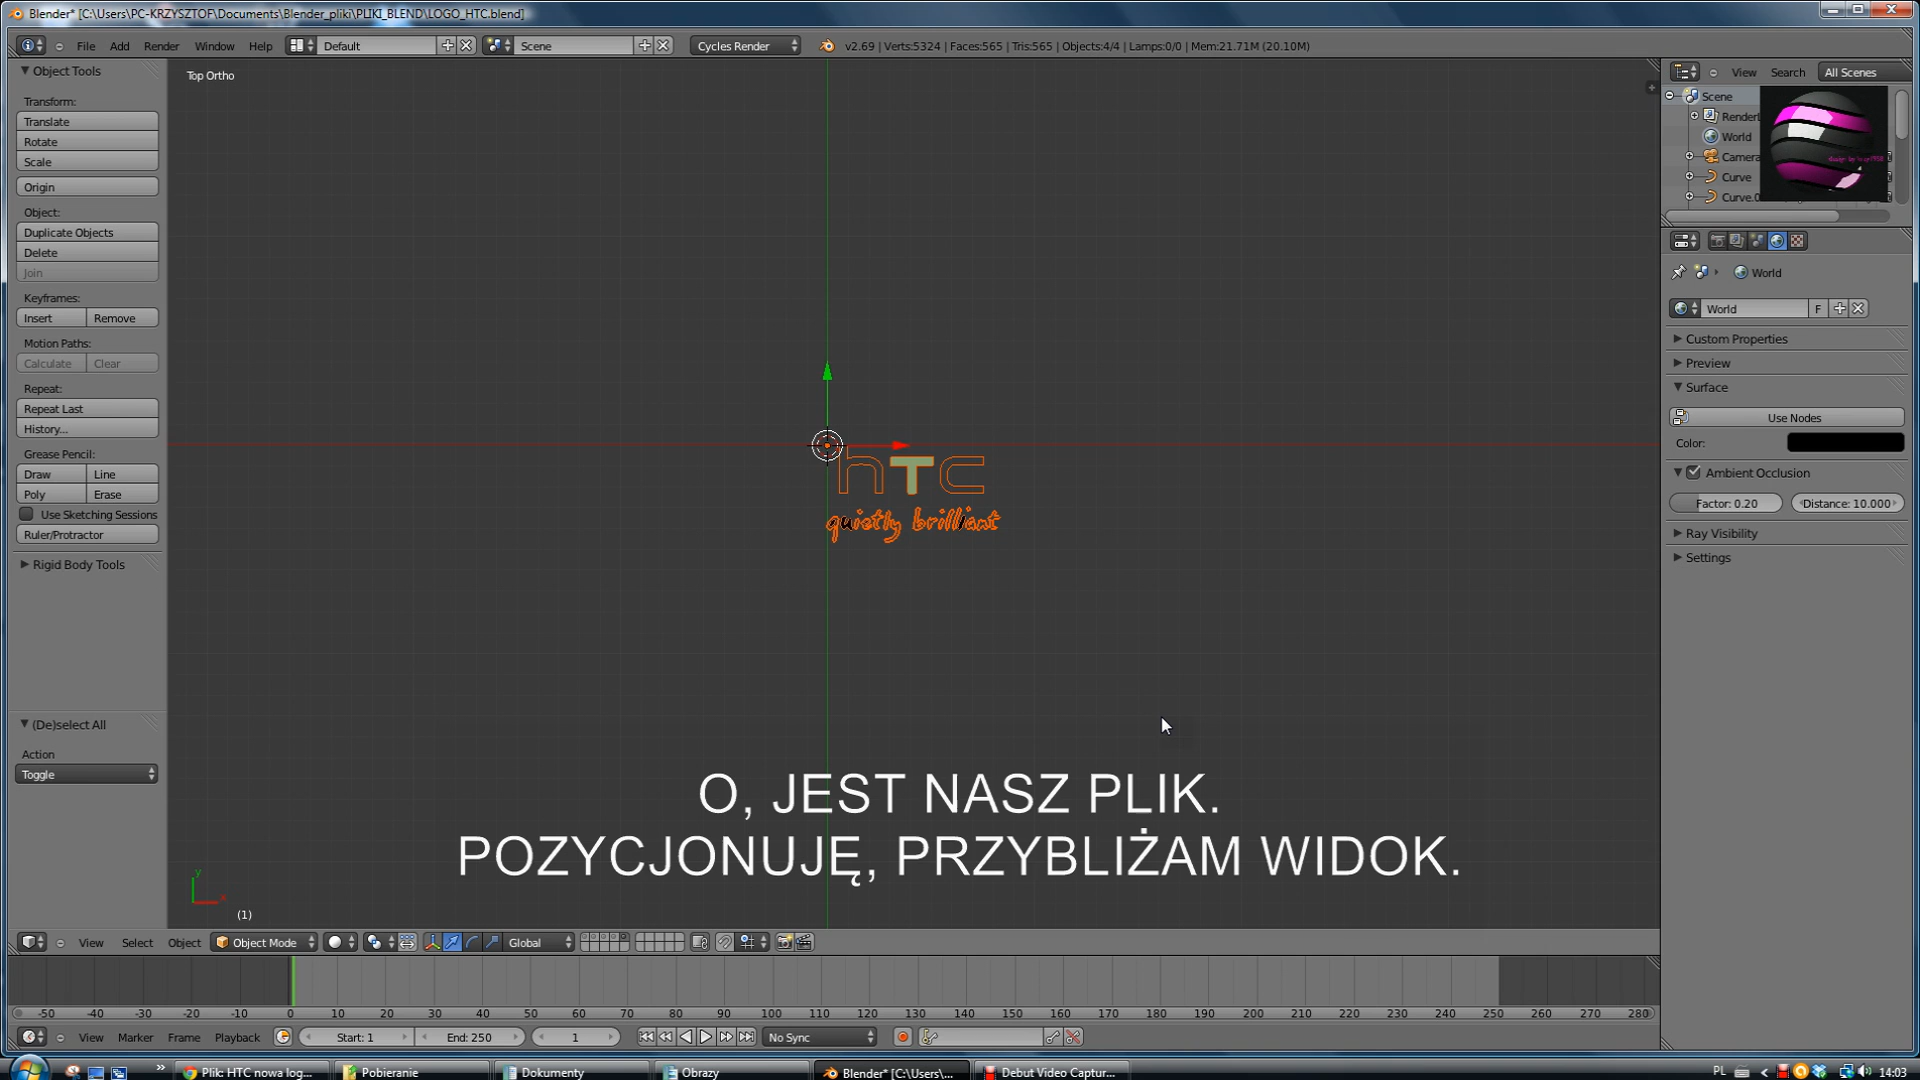 Blender* [C:\Users\PC-KRZYSZTOF\Documents\Blender_pliki\PLIKI_BLEND\LOGO_HTC.blend]
File Add Render Window Help Default Scene Cycles Render v2.69 | Verts:5324 | Faces:565 | Tris:565 | Objects:4/4 | Lamps:0/0 | Mem:21.71M (20.10M)
Object Tools
Transform:
Translate
Rotate
Scale
Origin
Object:
Duplicate Objects
Delete
Join
Keyframes:
Insert Remove
Motion Paths:
Calculate Clear
Repeat:
Repeat Last
History...
Grease Pencil:
Draw Line
Poly Erase
Use Sketching Sessions
Ruler/Protractor
Rigid Body Tools
(De)select All
Action
Toggle
Top Ortho
hTC
quietly brilliant
O, JEST NASZ PLIK.
POZYCJONUJĘ, PRZYBLIŻAM WIDOK.
y
x
(1)
View Search All Scenes
Scene
RenderL
World
Camera
Curve
Curve.0
World
World F
Custom Properties
Preview
Surface
Use Nodes
Color:
Ambient Occlusion
Factor: 0.20 Distance: 10.000
Ray Visibility
Settings
View Select Object Object Mode Global
-50 -40 -30 -20 -10 0 10 20 30 40 50 60 70 80 90 100 110 120 130 140 150 160 170 180 190 200 210 220 230 240 250 260 270 280
View Marker Frame Playback Start: 1 End: 250 1 No Sync
Plik: HTC nowa log... Pobieranie Dokumenty Obrazy Blender* [C:\Users\... Debut Video Captur... PL 14:03